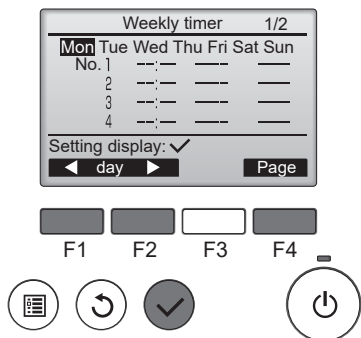 Weekly timer 1/2
Mon Tue Wed Thu Fri Sat Sun
No. 1 --:-- ---- ----
2 --:-- ---- ----
3 --:-- ---- ----
4 --:-- ---- ----
Setting display: ✓
◀ day ▶ Page
F1 F2 F3 F4